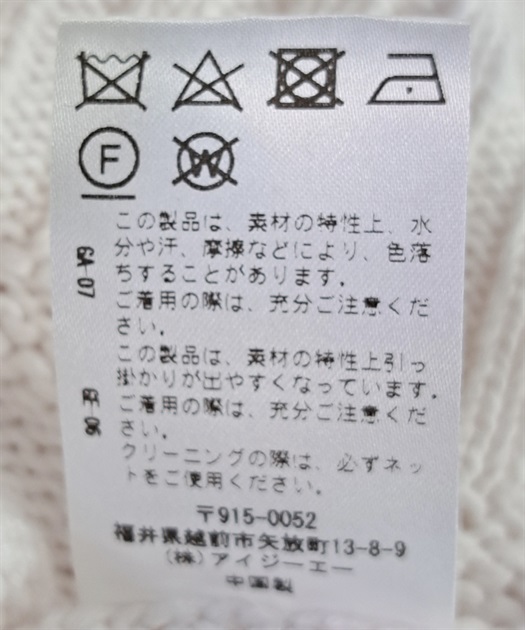 F
W
この製品は、素材の特性上、水
分や汗、摩擦などにより、色落
ちすることがあります。
ご着用の際は、充分ご注意くだ
さい。
この製品は、素材の特性上引っ
掛かりが出やすくなっています。
ご着用の際は、充分ご注意くだ
さい。
クリーニングの際は、必ずネッ
トをご使用ください。
GA-07
〒915-0052
福井県越前市矢放町13-8-9
(株)アイジーエー
中国製